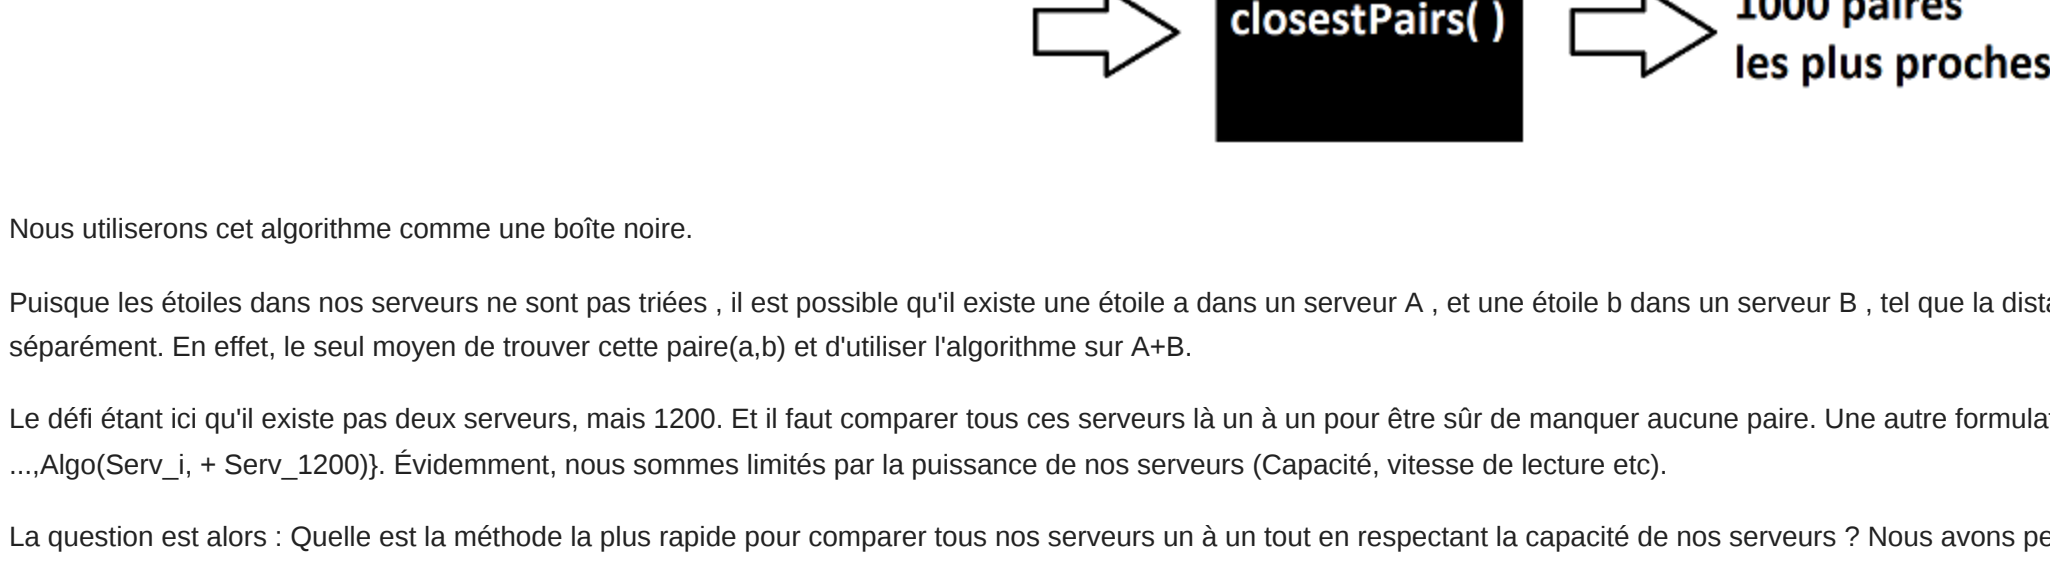 closestPairs( )
1000 paires
les plus proches
Nous utiliserons cet algorithme comme une boîte noire.
Puisque les étoiles dans nos serveurs ne sont pas triées , il est possible qu'il existe une étoile a dans un serveur A , et une étoile b dans un serveur B , tel que la
séparément. En effet, le seul moyen de trouver cette paire(a,b) et d'utiliser l'algorithme sur A+B.
Le défi étant ici qu'il existe pas deux serveurs, mais 1200. Et il faut comparer tous ces serveurs là un à un pour être sûr de manquer aucune paire. Une autre
...,Algo(Serv_i, + Serv_1200)}. Évidemment, nous sommes limités par la puissance de nos serveurs (Capacité, vitesse de lecture etc).
La question est alors : Quelle est la méthode la plus rapide pour comparer tous nos serveurs un à un tout en respectant la capacité de nos serveurs ? Nous avons